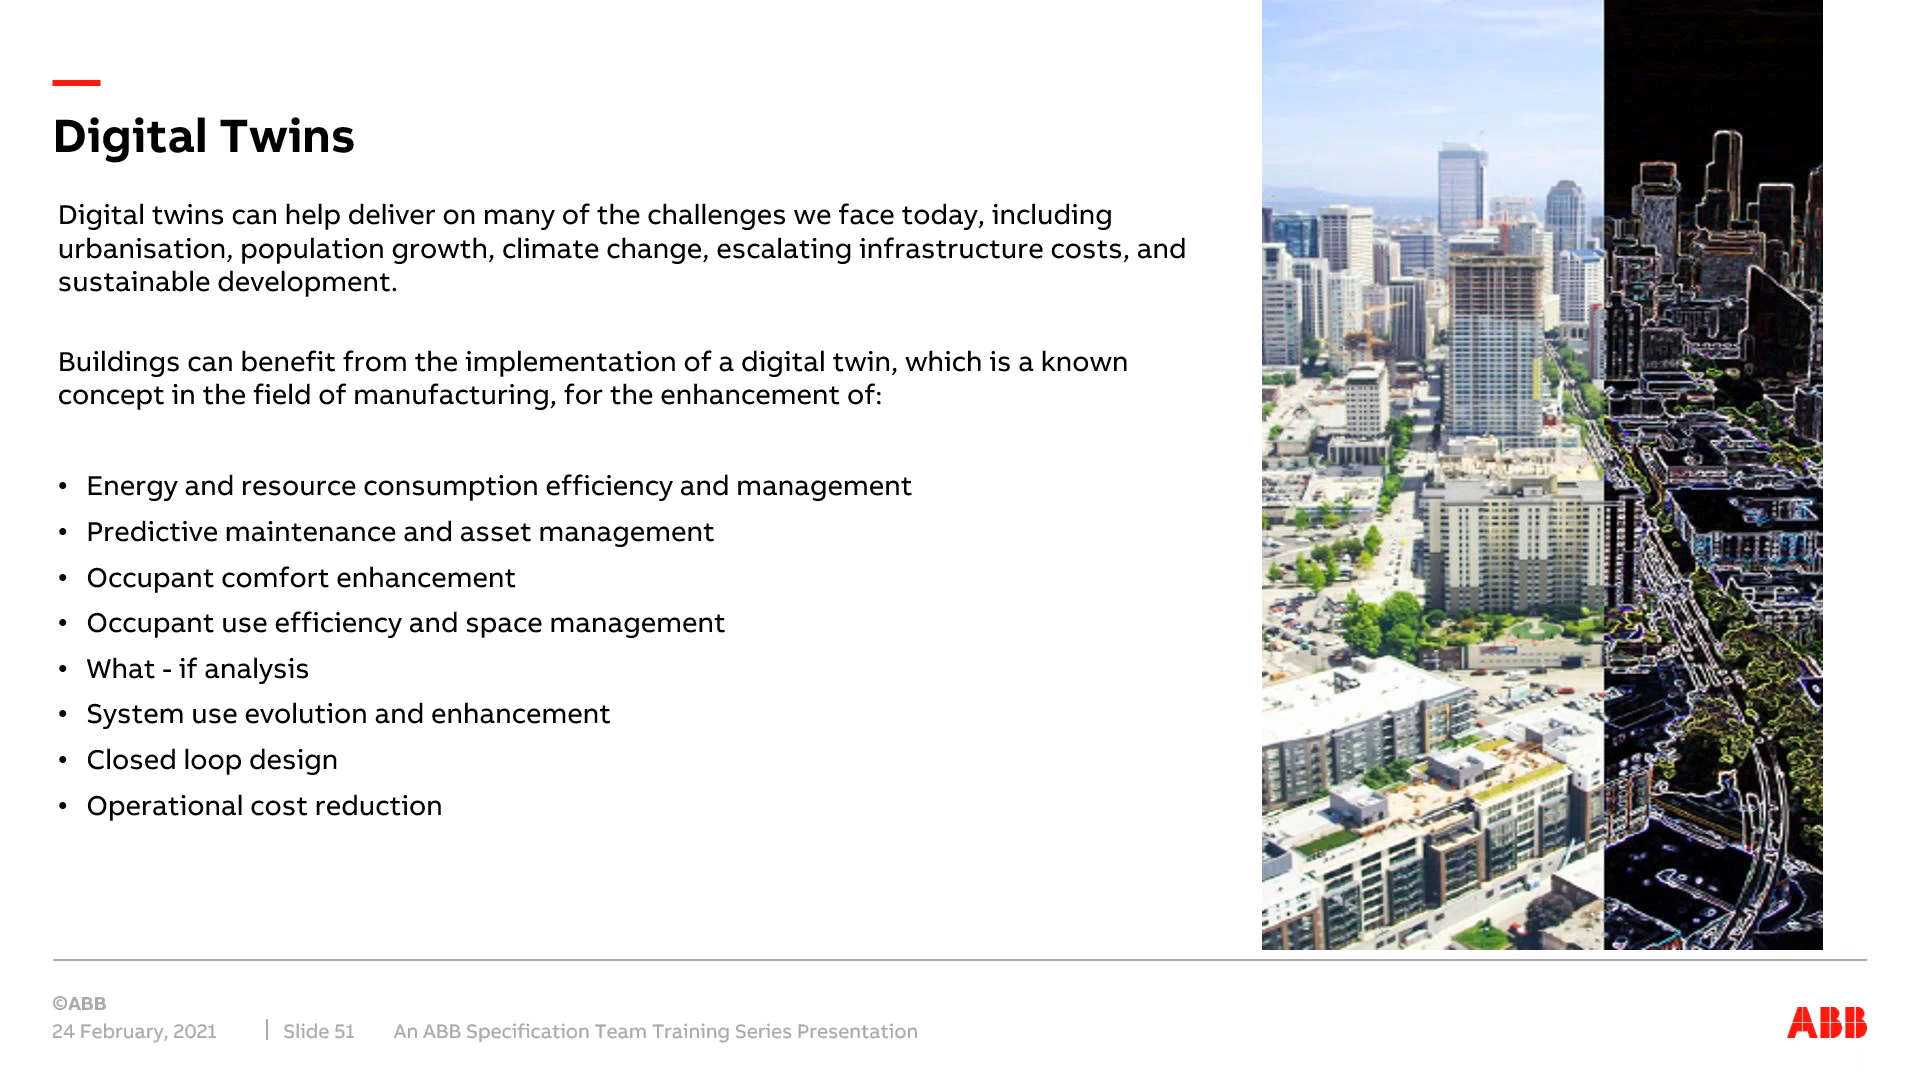 Digital Twins
Digital twins can help deliver on many of the challenges we face today, including
urbanisation, population growth, climate change, escalating infrastructure costs, and
sustainable development.
Buildings can benefit from the implementation of a digital twin, which is a known
concept in the field of manufacturing, for the enhancement of:
• Energy and resource consumption efficiency and management
• Predictive maintenance and asset management
• Occupant comfort enhancement
• Occupant use efficiency and space management
• What - if analysis
• System use evolution and enhancement
• Closed loop design
• Operational cost reduction
©ABB
24 February, 2021 | Slide 51 An ABB Specification Team Training Series Presentation
ABB